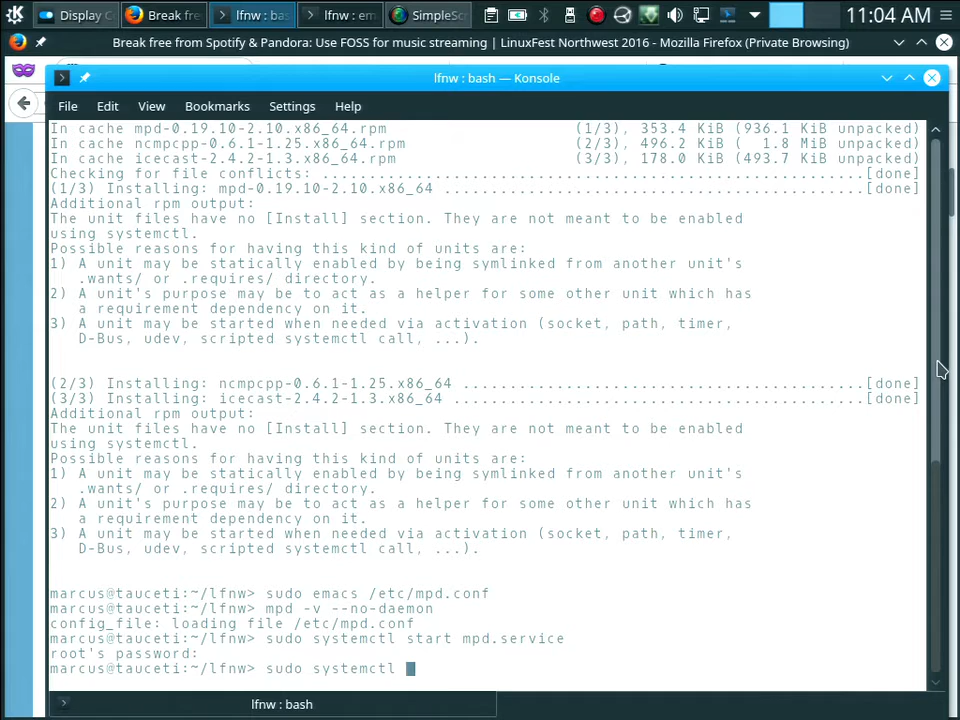 Display Co
Break free
lfnw : bas
lfnw : em
SimpleScr
11:04 AM
Break free from Spotify & Pandora: Use FOSS for music streaming | LinuxFest Northwest 2016 - Mozilla Firefox (Private Browsing)
lfnw : bash — Konsole
File Edit View Bookmarks Settings Help
In cache mpd-0.19.10-2.10.x86_64.rpm (1/3), 353.4 KiB (936.1 KiB unpacked)
In cache ncmpcpp-0.6.1-1.25.x86_64.rpm (2/3), 496.2 KiB (  1.8 MiB unpacked)
In cache icecast-2.4.2-1.3.x86_64.rpm (3/3), 178.0 KiB (493.7 KiB unpacked)
Checking for file conflicts: ..........................................................[done]
(1/3) Installing: mpd-0.19.10-2.10.x86_64 .............................................[done]
Additional rpm output:
The unit files have no [Install] section. They are not meant to be enabled
using systemctl.
Possible reasons for having this kind of units are:
1) A unit may be statically enabled by being symlinked from another unit's
.wants/ or .requires/ directory.
2) A unit's purpose may be to act as a helper for some other unit which has
a requirement dependency on it.
3) A unit may be started when needed via activation (socket, path, timer,
D-Bus, udev, scripted systemctl call, ...).
(2/3) Installing: ncmpcpp-0.6.1-1.25.x86_64 ...........................................[done]
(3/3) Installing: icecast-2.4.2-1.3.x86_64 ............................................[done]
Additional rpm output:
The unit files have no [Install] section. They are not meant to be enabled
using systemctl.
Possible reasons for having this kind of units are:
1) A unit may be statically enabled by being symlinked from another unit's
.wants/ or .requires/ directory.
2) A unit's purpose may be to act as a helper for some other unit which has
a requirement dependency on it.
3) A unit may be started when needed via activation (socket, path, timer,
D-Bus, udev, scripted systemctl call, ...).
marcus@tauceti:~/lfnw> sudo emacs /etc/mpd.conf
marcus@tauceti:~/lfnw> mpd -v --no-daemon
config_file: loading file /etc/mpd.conf
marcus@tauceti:~/lfnw> sudo systemctl start mpd.service
root's password:
marcus@tauceti:~/lfnw> sudo systemctl
lfnw : bash